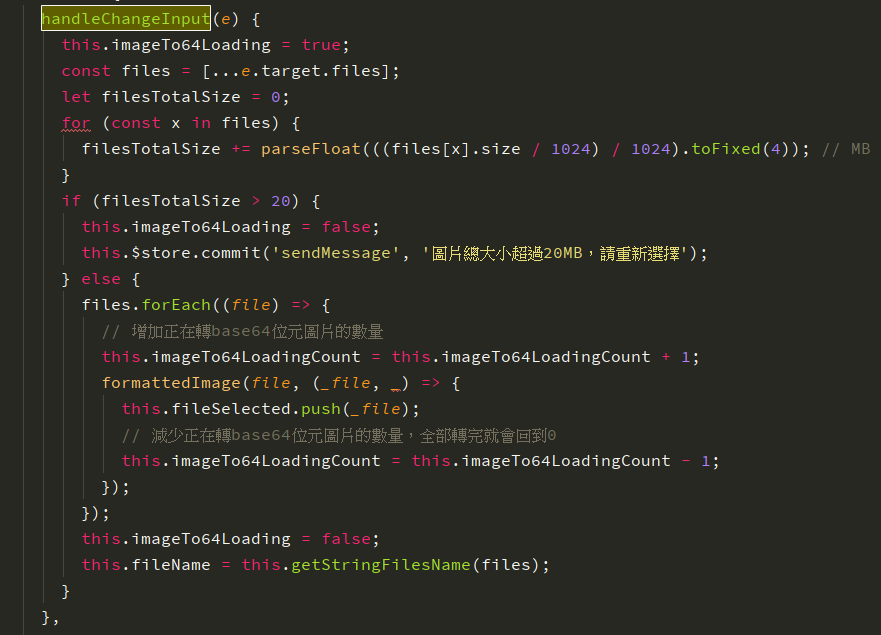 handleChangeInput(e) {
this.imageTo64Loading = true;
const files = [...e.target.files];
let filesTotalSize = 0;
for (const x in files) {
filesTotalSize += parseFloat(((files[x].size / 1024) / 1024).toFixed(4)); // MB
}
if (filesTotalSize > 20) {
this.imageTo64Loading = false;
this.$store.commit('sendMessage', '圖片總大小超過20MB，請重新選擇');
} else {
files.forEach((file) => {
// 增加正在轉base64位元圖片的數量
this.imageTo64LoadingCount = this.imageTo64LoadingCount + 1;
formattedImage(file, (_file, _) => {
this.fileSelected.push(_file);
// 減少正在轉base64位元圖片的數量，全部轉完就會回到0
this.imageTo64LoadingCount = this.imageTo64LoadingCount - 1;
});
});
this.imageTo64Loading = false;
this.fileName = this.getStringFilesName(files);
}
},